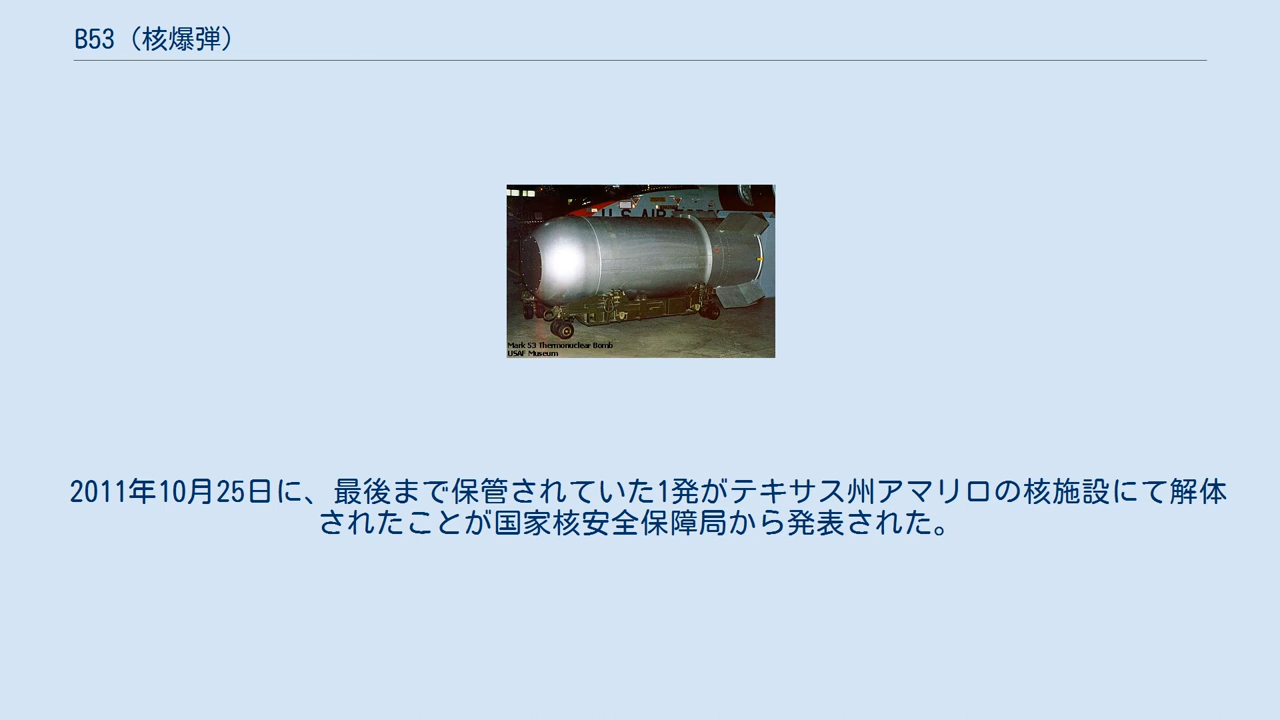 B53（核爆弾）
U.S. AIR FORCE
Mark 53 Thermonuclear Bomb
USAF Museum
2011年10月25日に、最後まで保管されていた1発がテキサス州アマリロの核施設にて解体
されたことが国家核安全保障局から発表された。